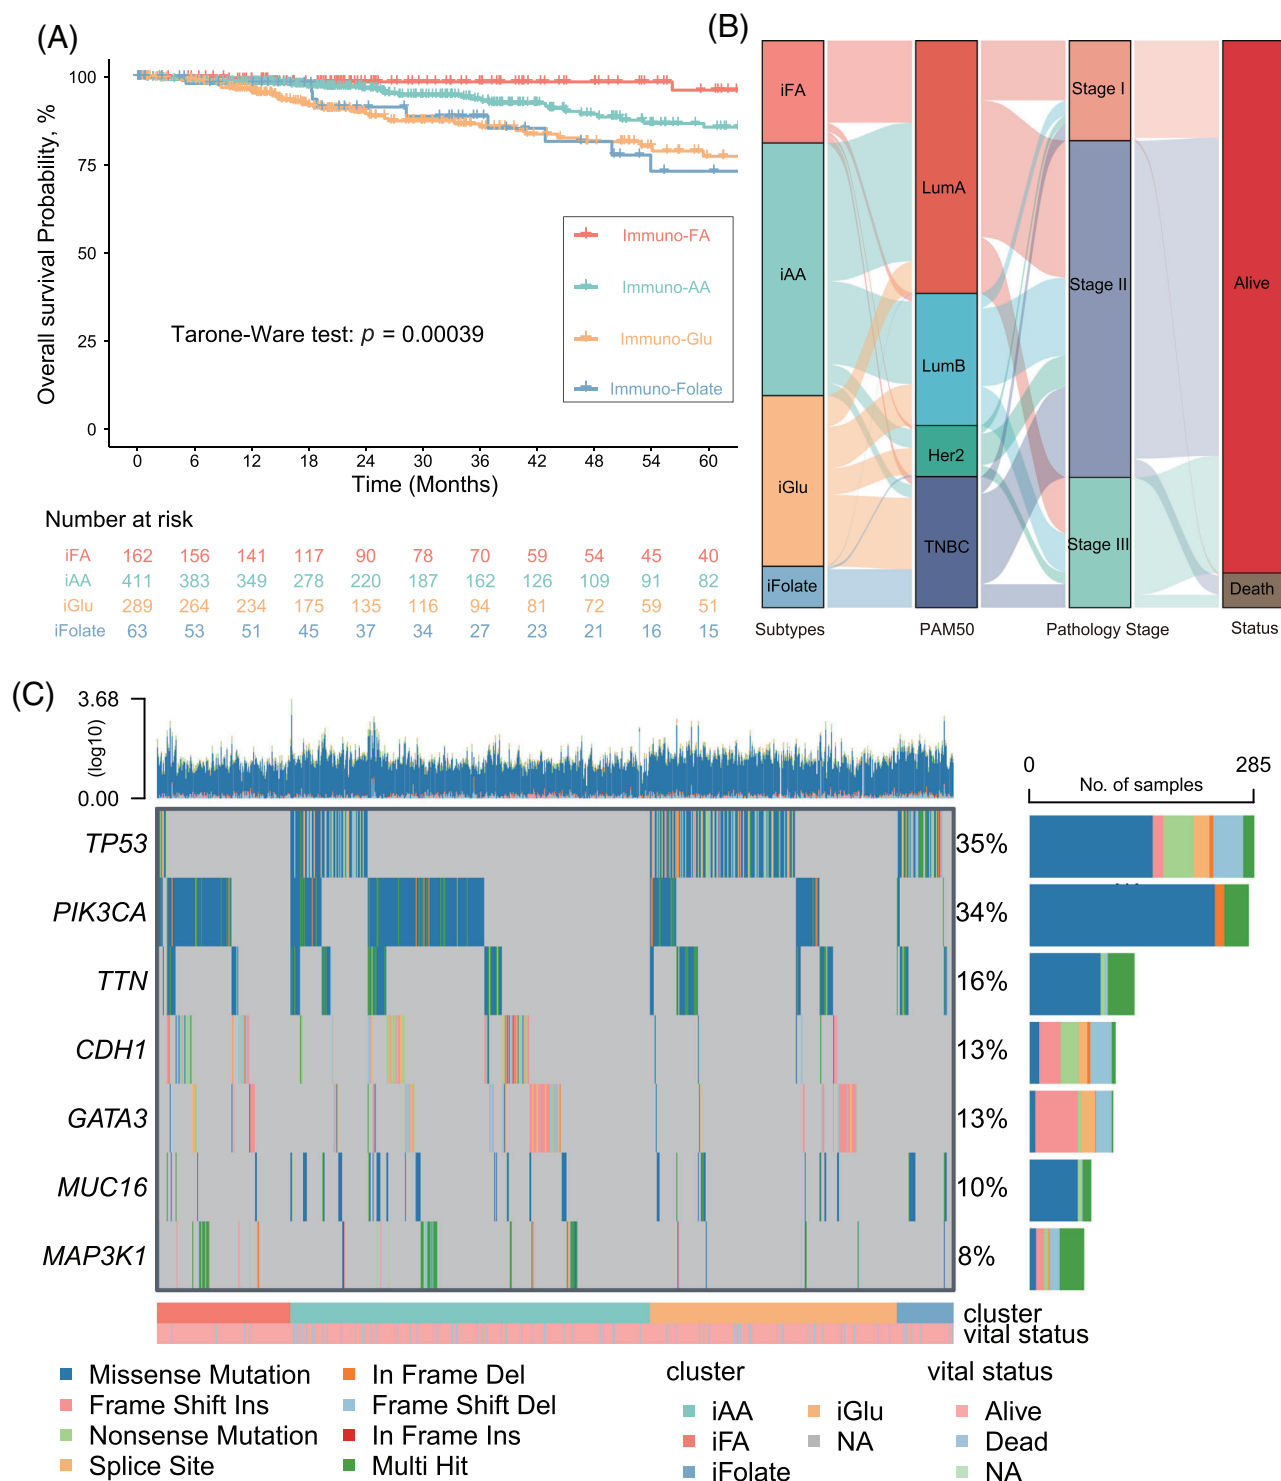 (A)
100
75
50
25
0
Overall survival Probability, %
Immuno-FA
Immuno-AA
Immuno-Glu
Immuno-Folate
Tarone-Ware test: p = 0.00039
0 6 12 18 24 30 36 42 48 54 60
Time (Months)
Number at risk
iFA 162 156 141 117 90 78 70 59 54 45 40
iAA 411 383 349 278 220 187 162 126 109 91 82
iGlu 289 264 234 175 135 116 94 81 72 59 51
iFolate 63 53 51 45 37 34 27 23 21 16 15
(B)
iFA
iAA
iGlu
iFolate
LumA
LumB
Her2
TNBC
Stage I
Stage II
Stage III
Alive
Death
Subtypes PAM50 Pathology Stage Status
(C)
3.68
(log10)
0.00
0 285
No. of samples
TP53 35%
PIK3CA 34%
TTN 16%
CDH1 13%
GATA3 13%
MUC16 10%
MAP3K1 8%
cluster
vital status
Missense Mutation
Frame Shift Ins
Nonsense Mutation
Splice Site
In Frame Del
Frame Shift Del
In Frame Ins
Multi Hit
cluster
iAA
iFA
iFolate
iGlu
NA
vital status
Alive
Dead
NA